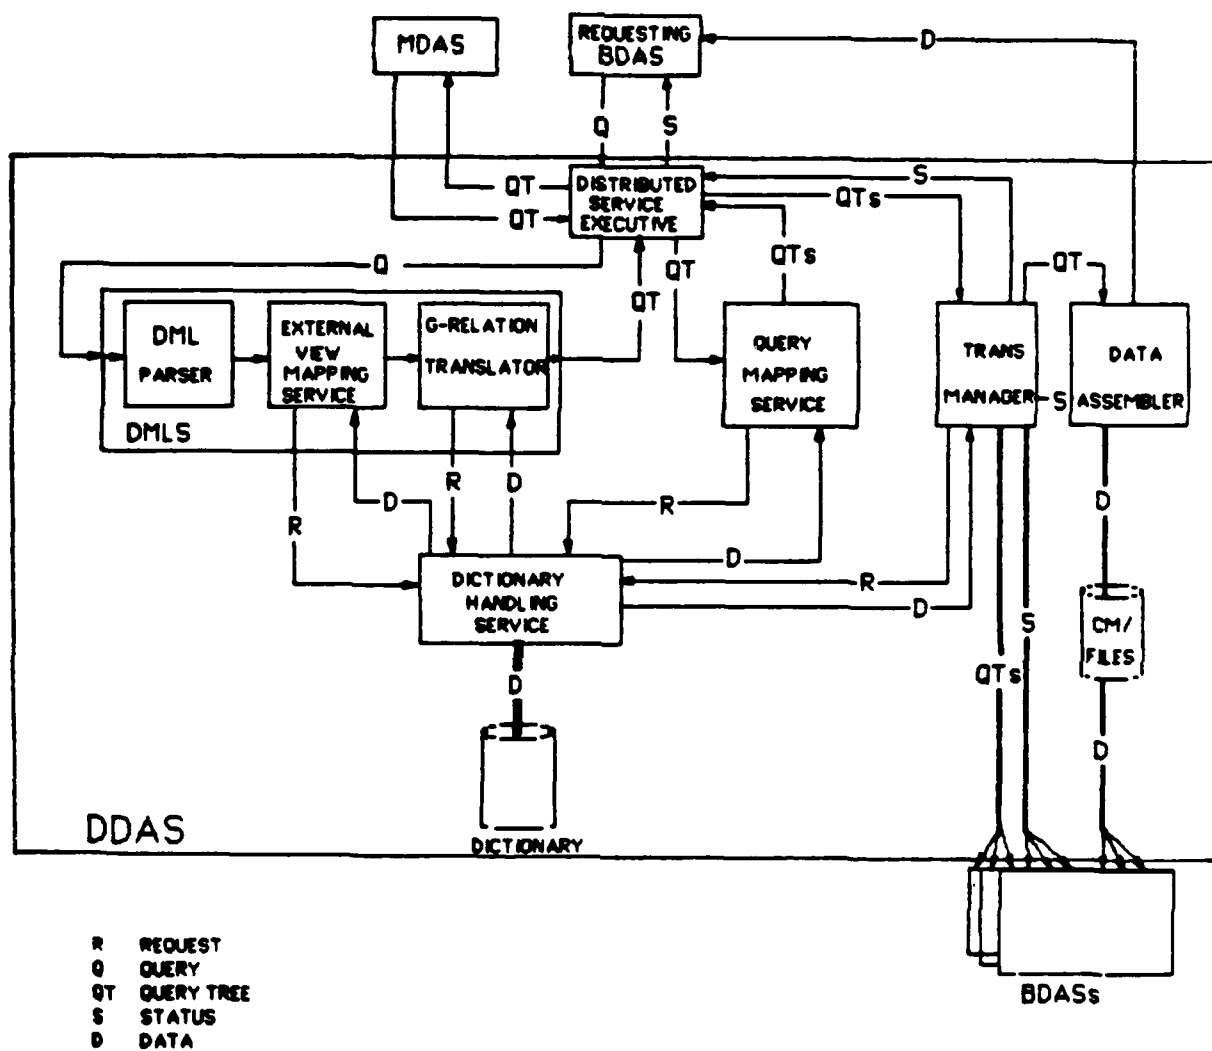 MDAS
REQUESTING
BDAS
D
Q
S
QT
DISTRIBUTED
SERVICE
EXECUTIVE
S
QTs
QT
Q
QT
QTs
QT
QT
DML
PARSER
EXTERNAL
VIEW
MAPPING
SERVICE
G-RELATION
TRANSLATOR
DMLS
QUERY
MAPPING
SERVICE
TRANS
MANAGER
S
DATA
ASSEMBLER
R
D
R
D
R
D
D
DICTIONARY
HANDLING
SERVICE
R
D
D
CM/
FILES
S
QTs
D
D
DICTIONARY
DDAS
BDASs
R REQUEST
Q QUERY
QT QUERY TREE
S STATUS
D DATA